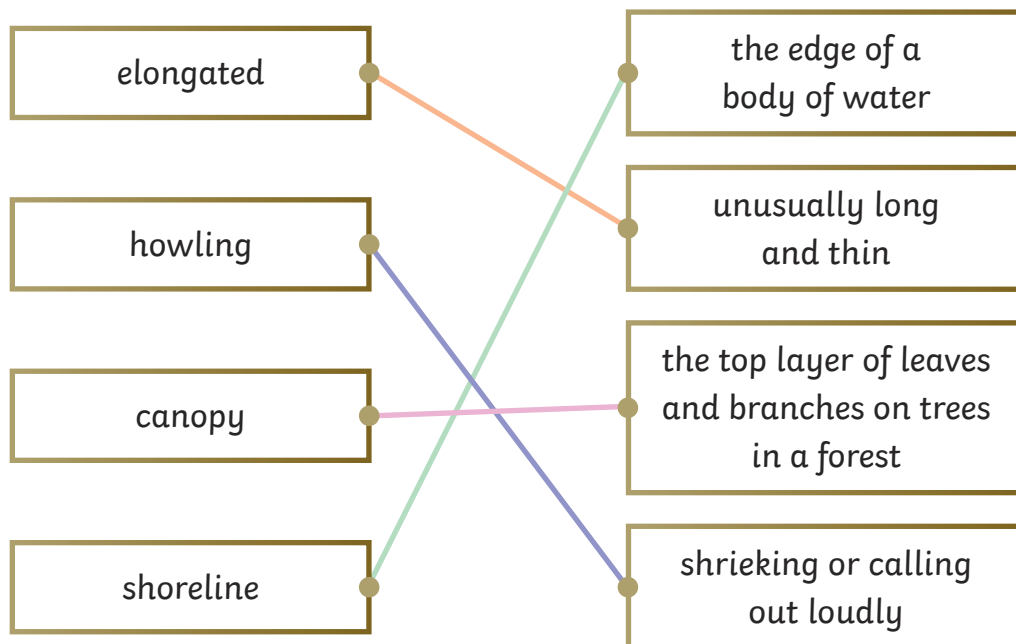 elongated
howling
canopy
shoreline
the edge of a
body of water
unusually long
and thin
the top layer of leaves
and branches on trees
in a forest
shrieking or calling
out loudly